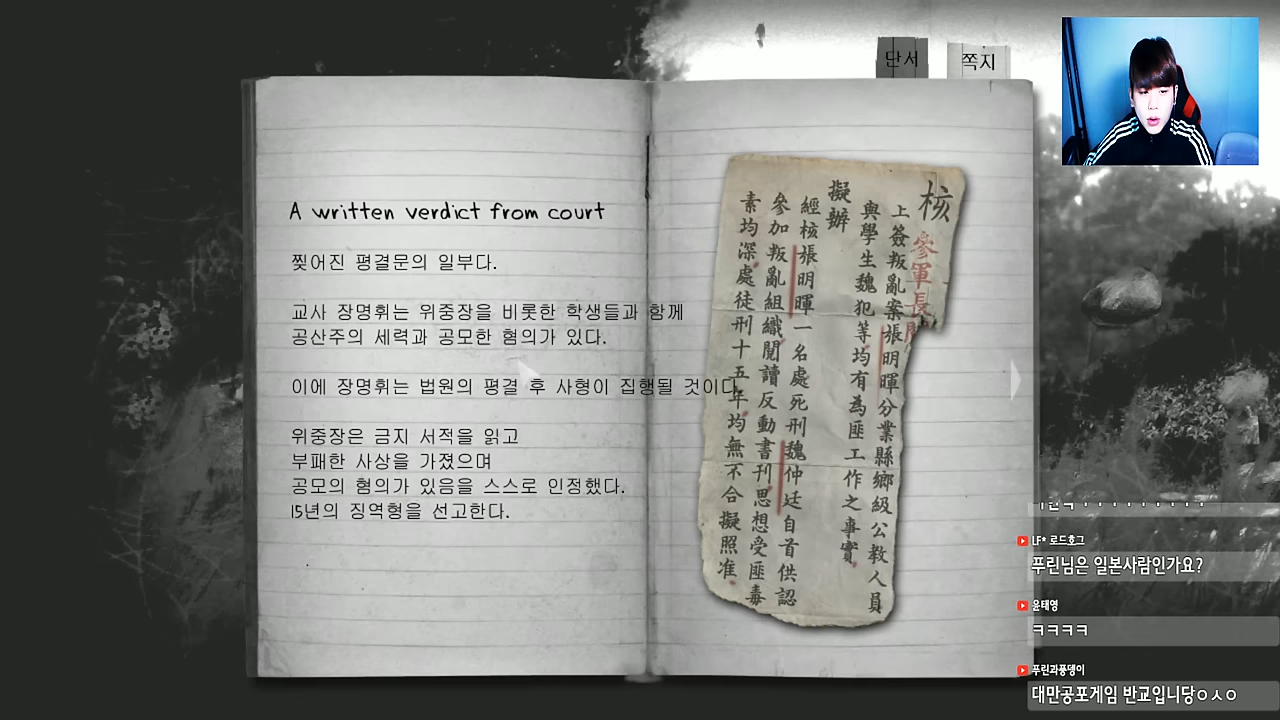 단서
쪽지
A written verdict from court
찢어진 평결문의 일부다.
교사 장명휘는 위중장을 비롯한 학생들과 함께
공산주의 세력과 공모한 혐의가 있다.
이에 장명휘는 법원의 평결 후 사형이 집행될 것이다.
위중장은 금지 서적을 읽고
부패한 사상을 가졌으며
공모의 혐의가 있음을 스스로 인정했다.
15년의 징역형을 선고한다.
核
參軍長
上簽叛亂案張明暉分業縣鄉級公教人員
與學生魏犯等均有為匪工作之事實
擬辦
經核張明暉一名處死刑魏仲廷自首供認
參加叛亂組織閱讀反動書刊思想受匪毒
素均深處徒刑十五年均無不合擬照准
LF* 로드호그
푸린님은 일본사람인가요?
윤태영
ㅋㅋㅋㅋ
푸린과풍뎅이
대만공포게임 반교입니당ㅇㅅㅇ